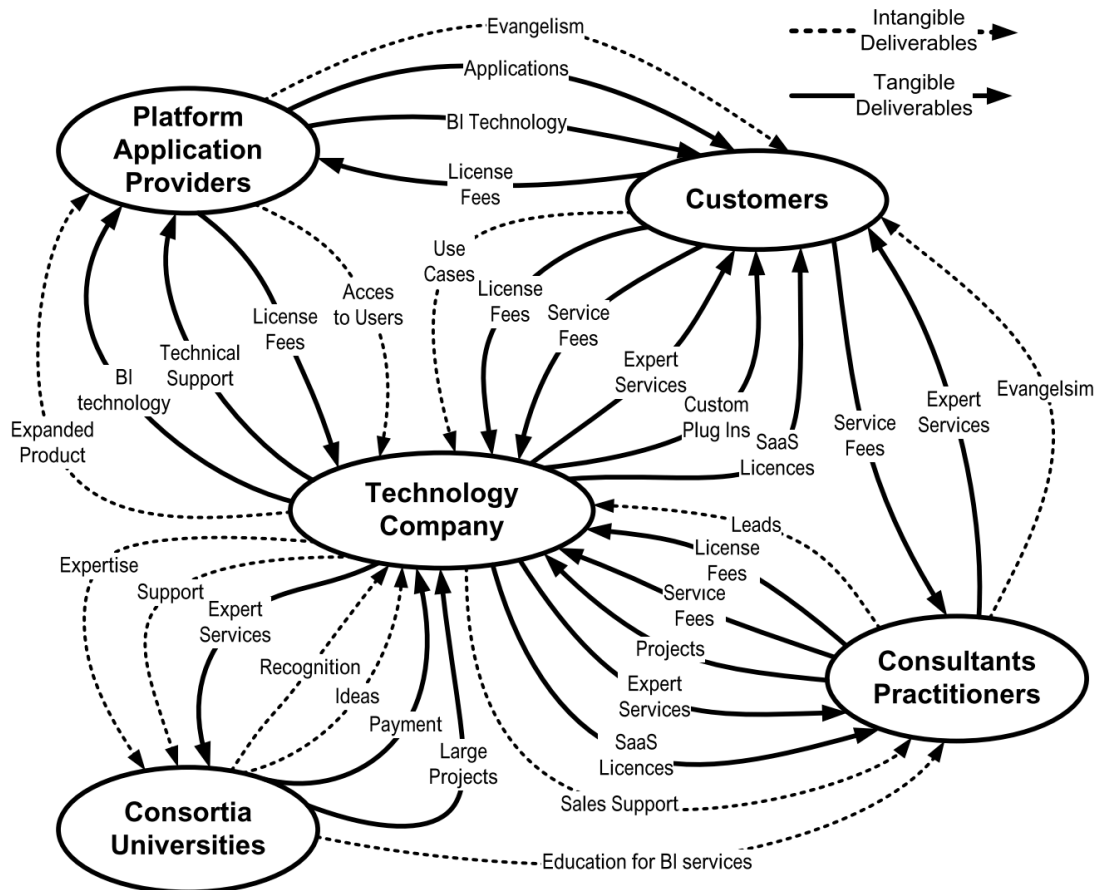 Evangelism
Intangible
Deliverables
Applications
Tangible
Deliverables
Platform
Application
Providers
BI Technology
License
Fees
Customers
Use
Cases
License
Fees
Service
Fees
Acces
to Users
License
Fees
Technical
Support
BI
technology
Expanded
Product
Expert
Services
Custom
Plug Ins
SaaS
Licences
Service
Fees
Expert
Services
Evangelsim
Technology
Company
Leads
License
Fees
Service
Fees
Projects
Expert
Services
SaaS
Licences
Sales Support
Consultants
Practitioners
Expertise
Support
Expert
Services
Recognition
Ideas
Payment
Large
Projects
Consortia
Universities
Education for BI services